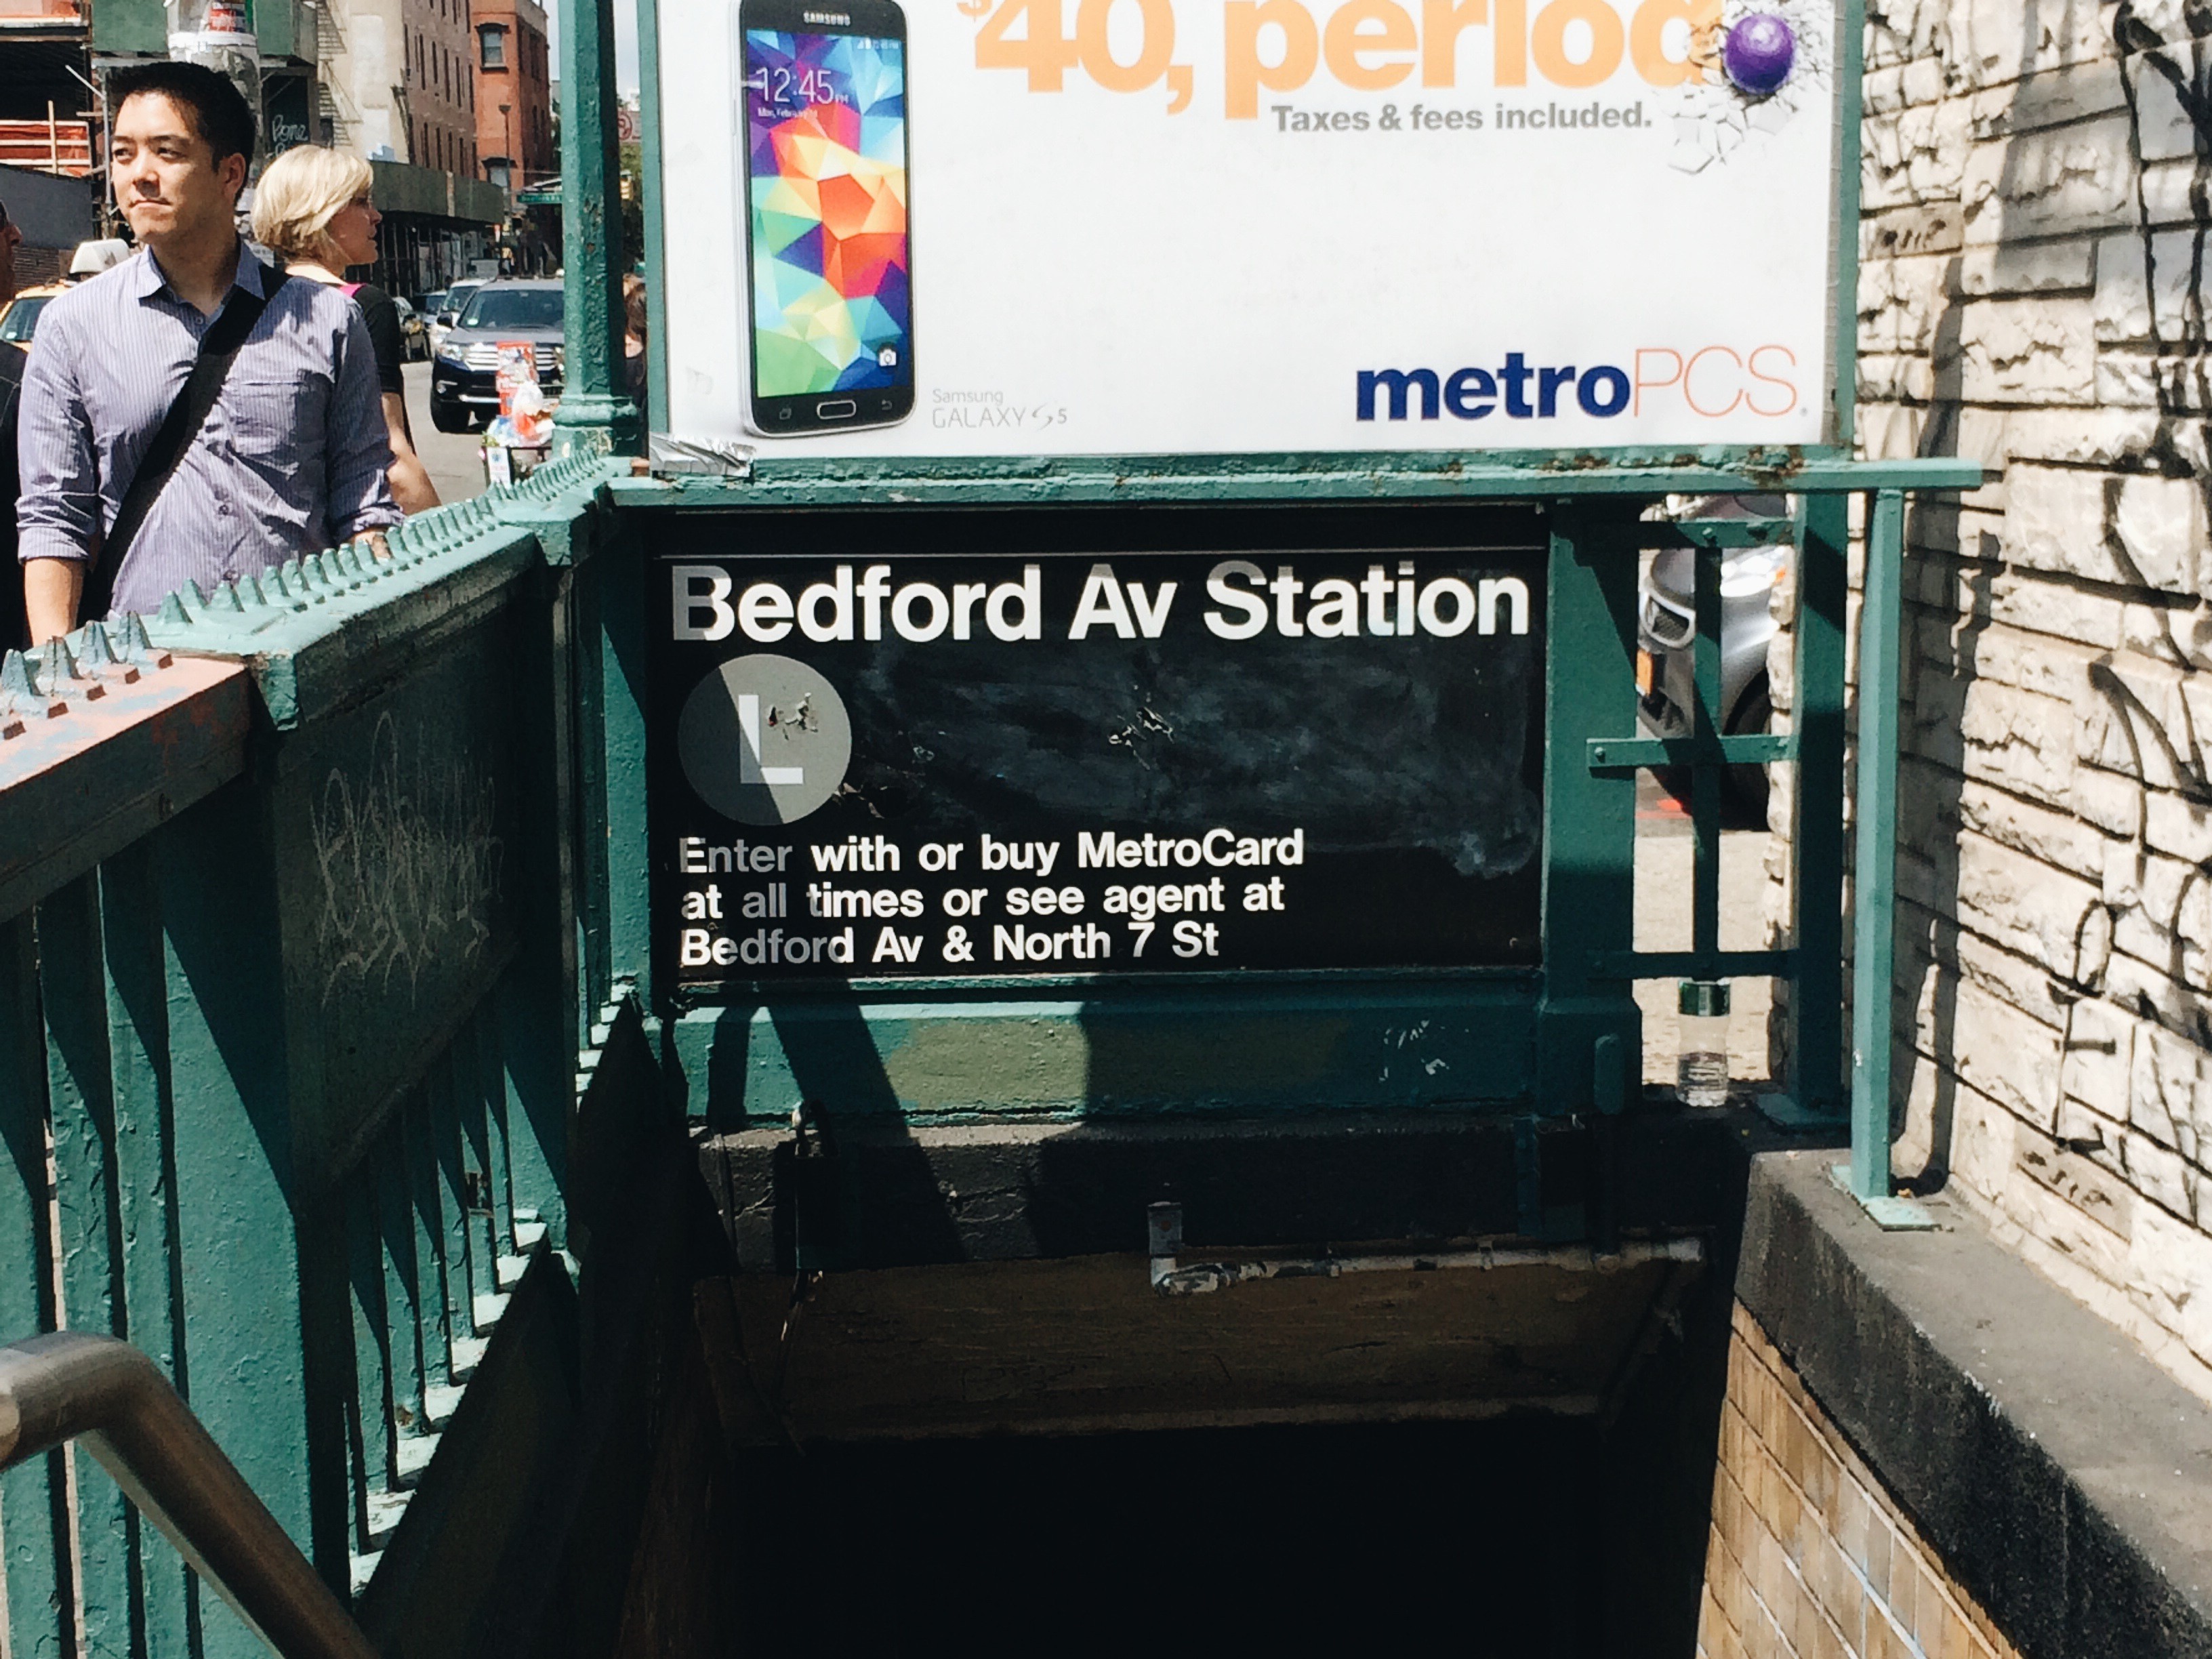 SAMSUNG
12:45 PM
$40, period
Taxes & fees included.
Samsung
GALAXY S5
metroPCS.
Bedford Av Station
L
Enter with or buy MetroCard
at all times or see agent at
Bedford Av & North 7 St